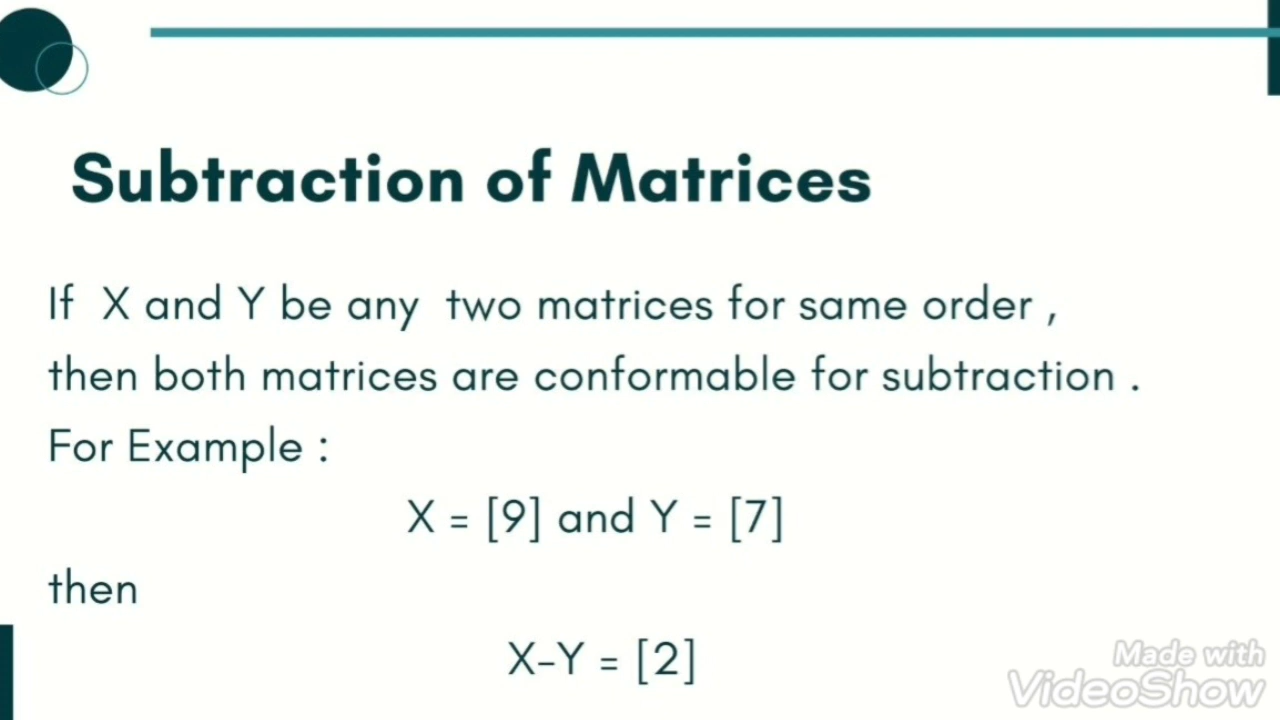 Subtraction of Matrices
If X and Y be any two matrices for same order ,
then both matrices are conformable for subtraction .
For Example :
X = [9] and Y = [7]
then
X-Y = [2]
Made with
VideoShow